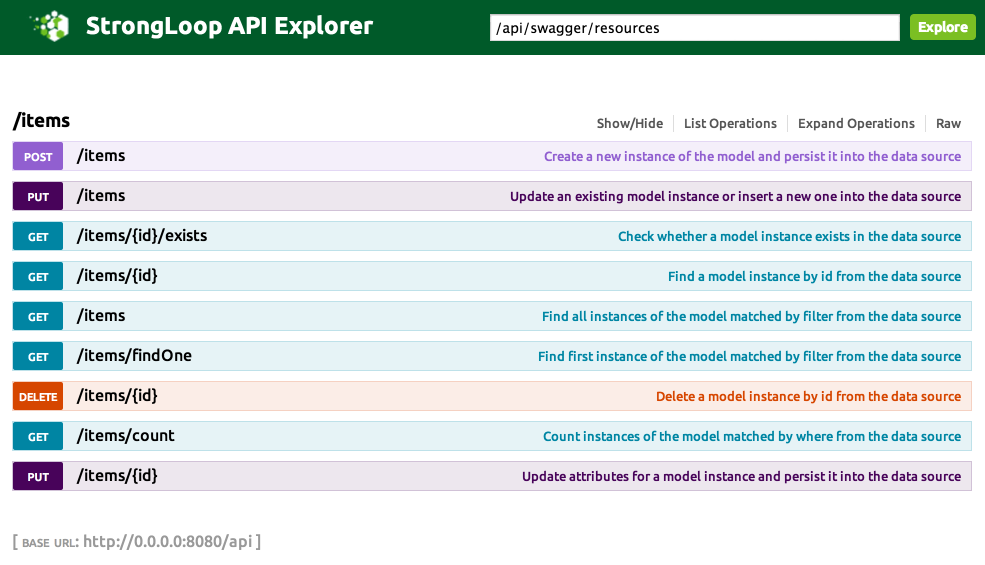 StrongLoop API Explorer /api/swagger/resources Explore
/items Show/Hide List Operations Expand Operations Raw
POST /items Create a new instance of the model and persist it into the data source
PUT /items Update an existing model instance or insert a new one into the data source
GET /items/{id}/exists Check whether a model instance exists in the data source
GET /items/{id} Find a model instance by id from the data source
GET /items Find all instances of the model matched by filter from the data source
GET /items/findOne Find first instance of the model matched by filter from the data source
DELETE /items/{id} Delete a model instance by id from the data source
GET /items/count Count instances of the model matched by where from the data source
PUT /items/{id} Update attributes for a model instance and persist it into the data source
[ BASE URL: http://0.0.0.0:8080/api ]